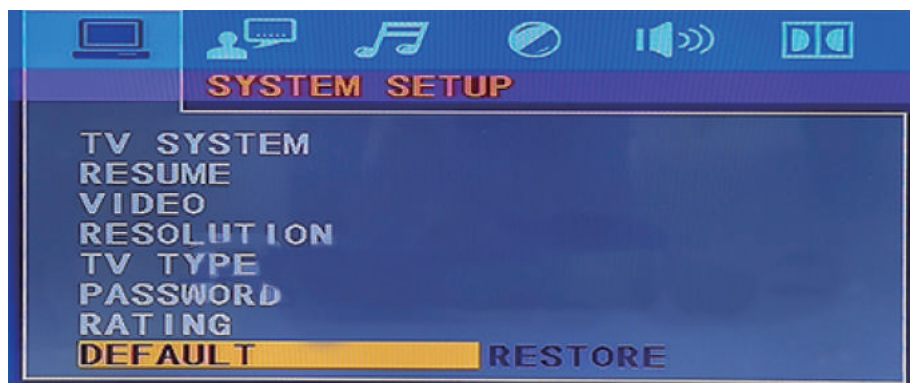 SYSTEM SETUP
TV SYSTEM
RESUME
VIDEO
RESOLUTION
TV TYPE
PASSWORD
RATING
DEFAULT RESTORE